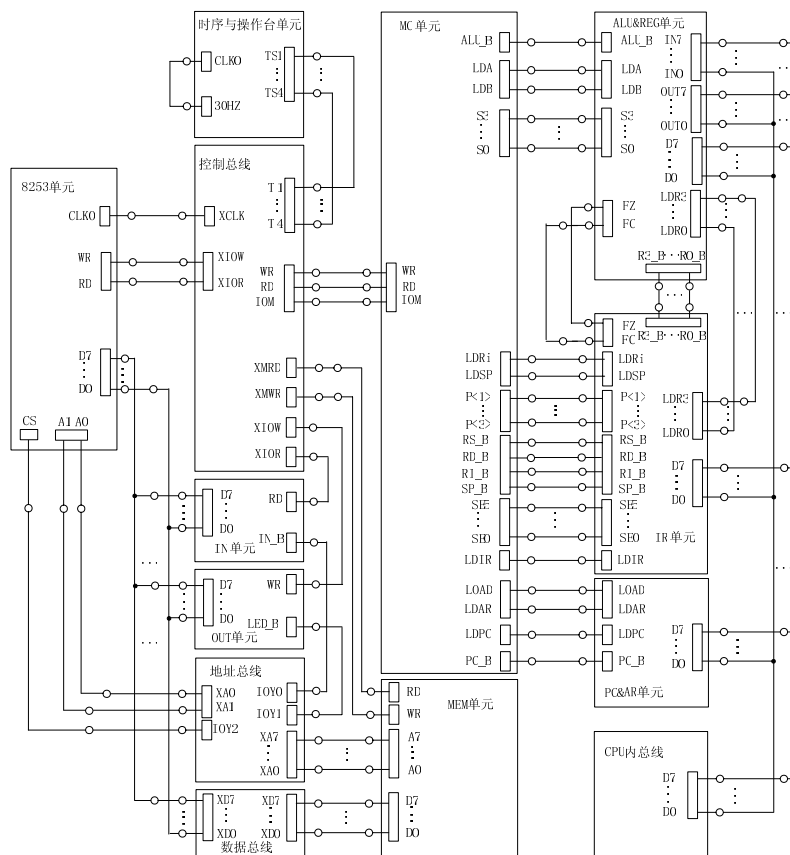 时序与操作台单元
CLKO
30HZ
TS1
TS4
控制总线
T1
T4
XCLK
XIOW
XIOR
WR
RD
IOM
XMRD
XMWR
XIOW
XIOR
8253单元
CLKO
WR
RD
D7
D0
CS
A1 A0
D7
D0
RD
IN_B
IN单元
D7
D0
WR
LED_B
OUT单元
地址总线
XA0
XA1
IOY2
IOY0
IOY1
XA7
XA0
XD7
XD0
XD7
XD0
数据总线
MC单元
ALU_B
LDA
LDB
S3
S0
WR
RD
IOM
LDRi
LDSP
P<1>
P<3>
RS_B
RD_B
RI_B
SP_B
SE5
SE0
LDIR
LOAD
LDAR
LDPC
PC_B
MEM单元
RD
WR
A7
A0
D7
D0
ALU&REG单元
ALU_B
LDA
LDB
S3
S0
IN7
IN0
OUT7
OUT0
D7
D0
FZ
FC
LDR3
LDR0
R3_B···R0_B
R3_B···R0_B
FZ
FC
LDRi
LDSP
P<1>
P<3>
RS_B
RD_B
RI_B
SP_B
SE5
SE0
LDIR
LDR3
LDR0
D7
D0
IR单元
LOAD
LDAR
LDPC
PC_B
D7
D0
PC&AR单元
CPU内总线
D7
D0